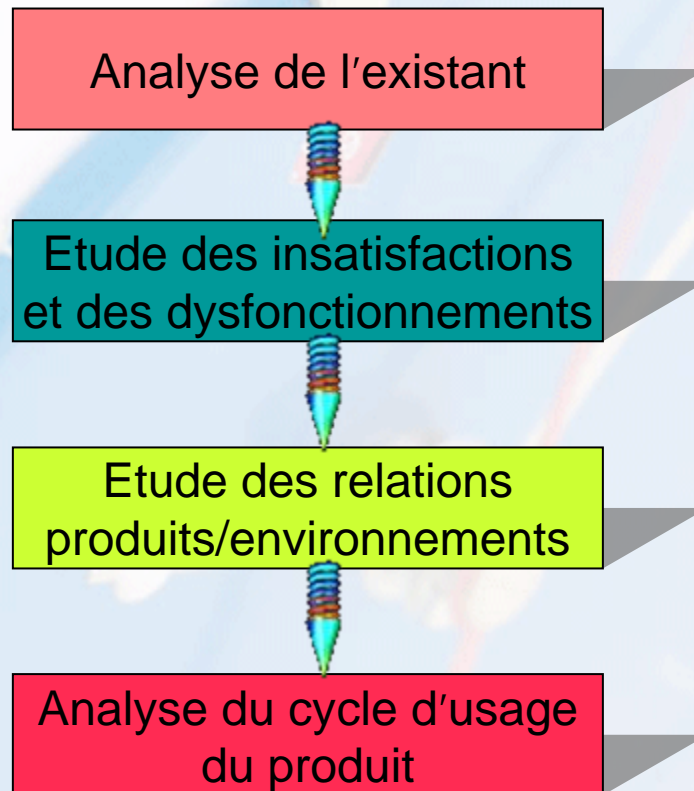 Analyse de l'existant
Etude des insatisfactions
et des dysfonctionnements
Etude des relations
produits/environnements
Analyse du cycle d'usage
du produit